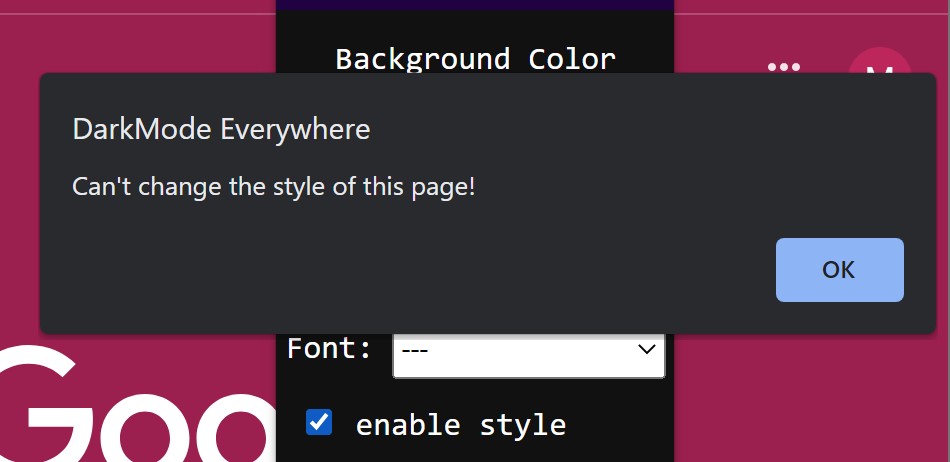 Background Color
DarkMode Everywhere
Can't change the style of this page!
OK
Font: ---
Goo
enable style